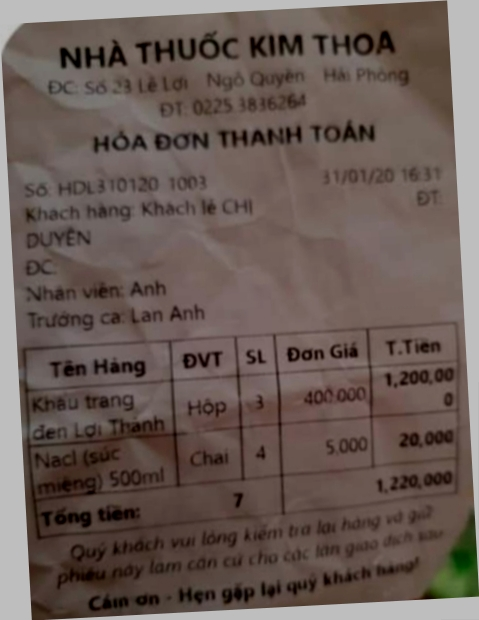 NHÀ THUỐC KIM THOA
ĐC: Số 23 Lê Lợi Ngô Quyền Hải Phòng
ĐT: 0225 3836264
HÓA ĐƠN THANH TOÁN
Số: HDL310120 1003 31/01/20 16:31
Khách hàng: Khách lẻ CHỊ ĐT:
DUYÊN
ĐC:
Nhân viên: Anh
Trưởng ca: Lan Anh
Tên Hàng ĐVT SL Đơn Giá T.Tiền
Khẩu trang Hộp 3 400.000 1,200,00
đen Lợi Thành 0
Nacl (súc Chai 4 5.000 20,000
miệng) 500ml
Tổng tiền: 7 1,220,000
Quý khách vui lòng kiểm tra lại hàng và giữ
phiếu này làm căn cứ cho các lần giao dịch sau
Cám ơn - Hẹn gặp lại quý khách hàng!